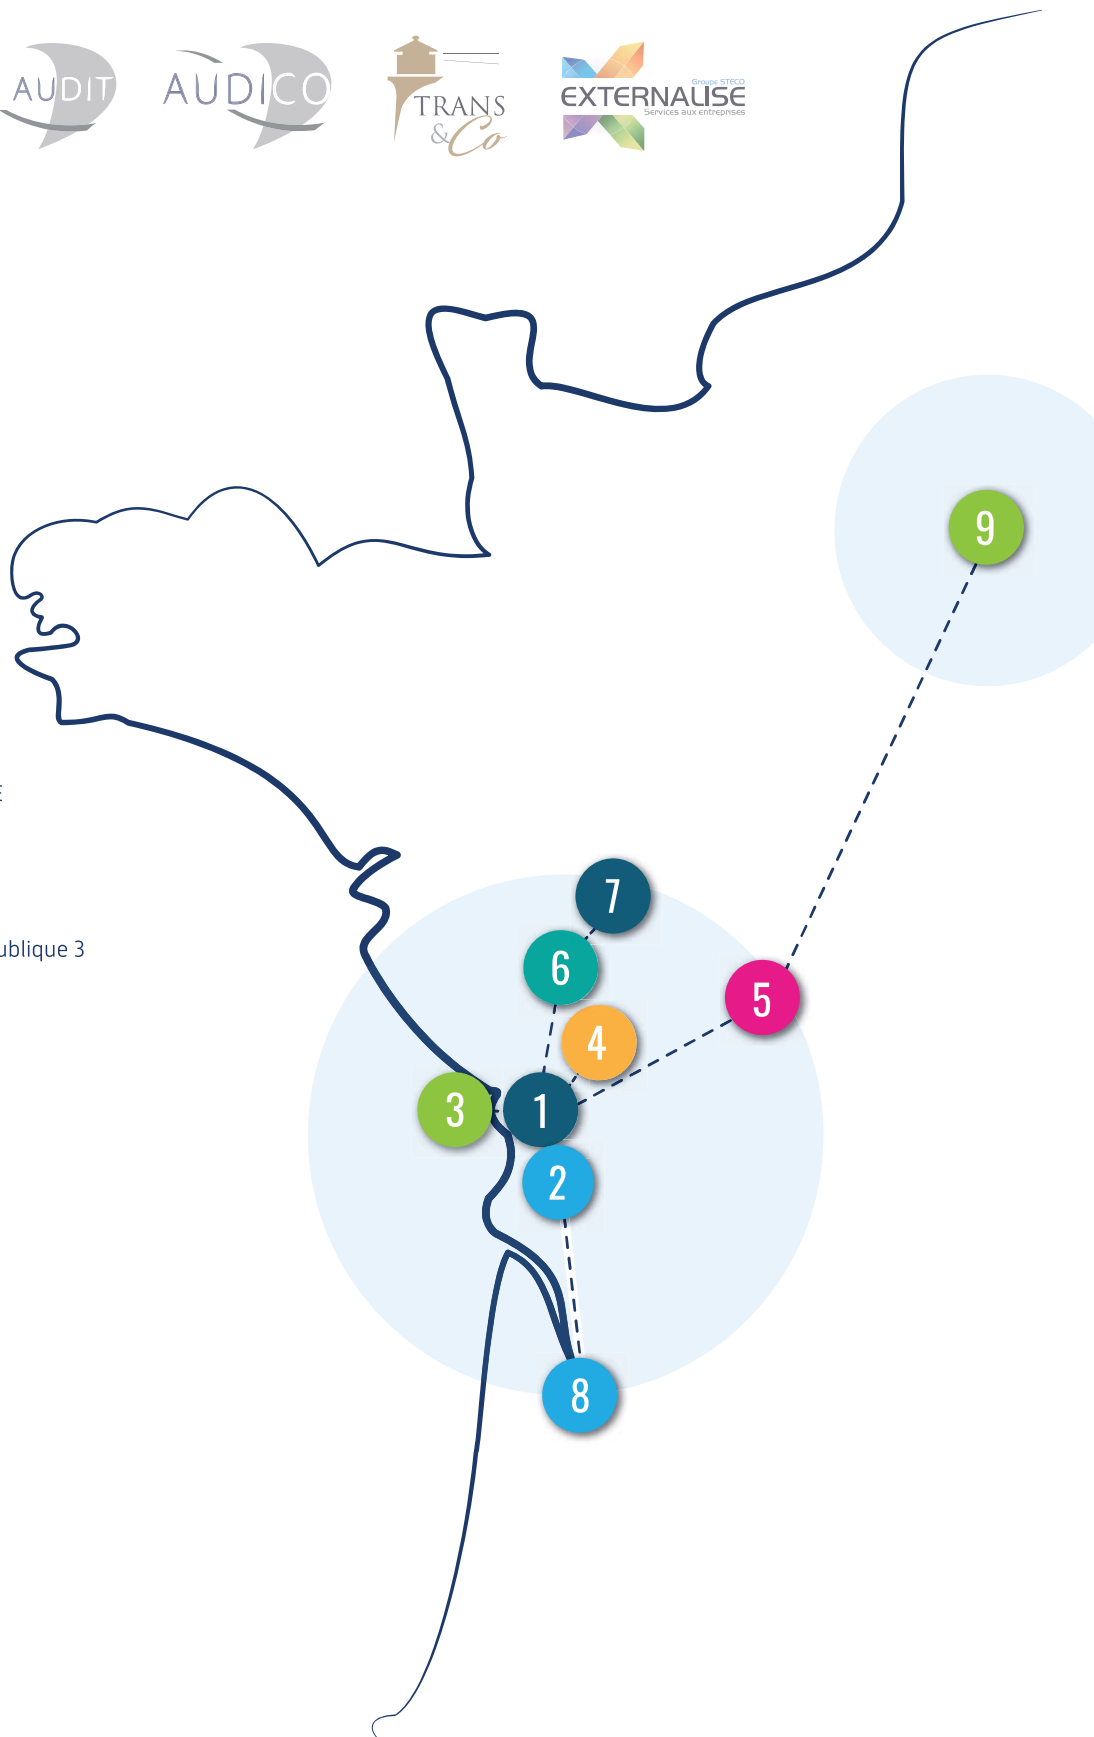 AUDIT
AUDICO
TRANS
& Co
Groupe STECO
EXTERNALISE
Services aux entreprises
9
E
7
ublique 3
6
5
4
3
1
2
8